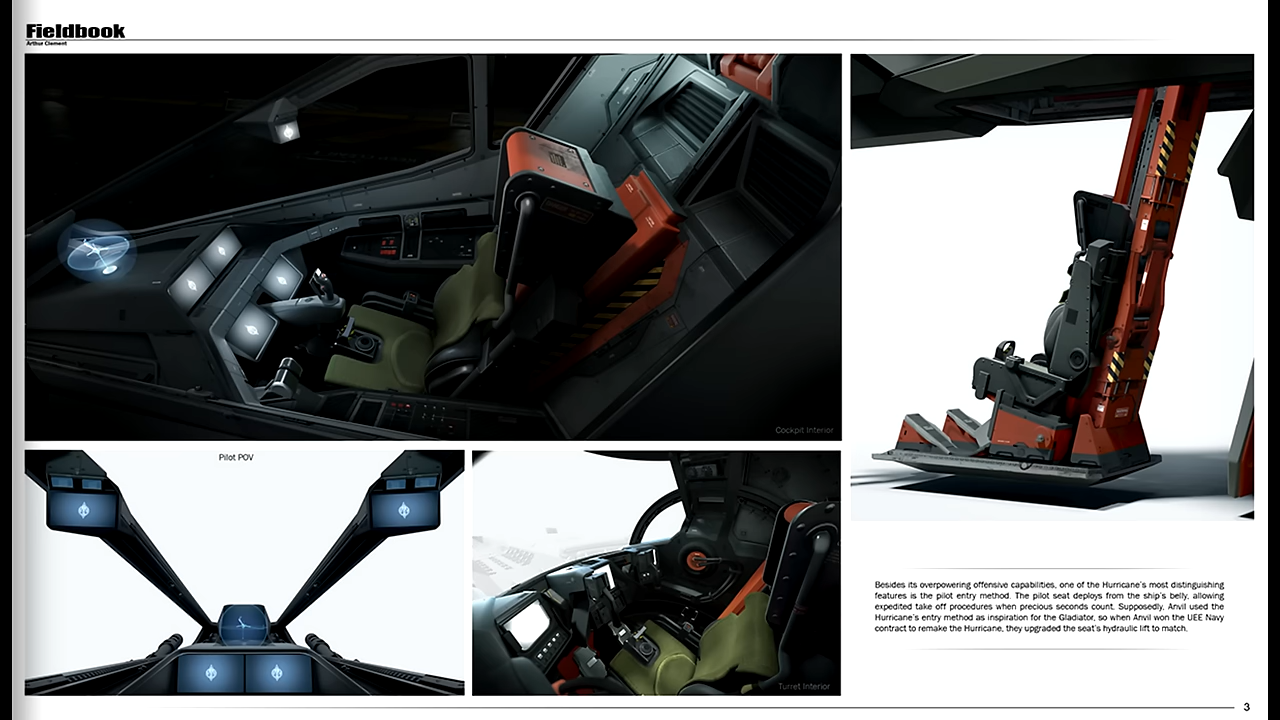 Fieldbook
Arthur Clement
Cockpit Interior
Pilot POV
Turret Interior
Besides its overpowering offensive capabilities, one of the Hurricane's most distinguishing
features is the pilot entry method. The pilot seat deploys from the ship's belly, allowing
expedited take off procedures when precious seconds count. Supposedly, Anvil used the
Hurricane's entry method as inspiration for the Gladiator, so when Anvil won the UEE Navy
contract to remake the Hurricane, they upgraded the seat's hydraulic lift to match.
3